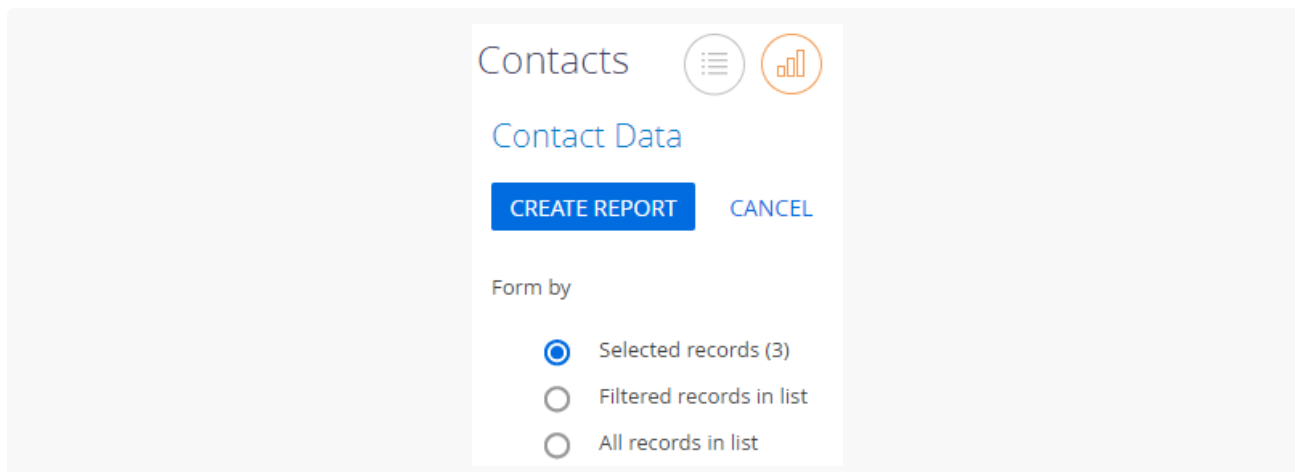 Contacts
Contact Data
CREATE REPORT CANCEL
Form by
Selected records (3)
Filtered records in list
All records in list